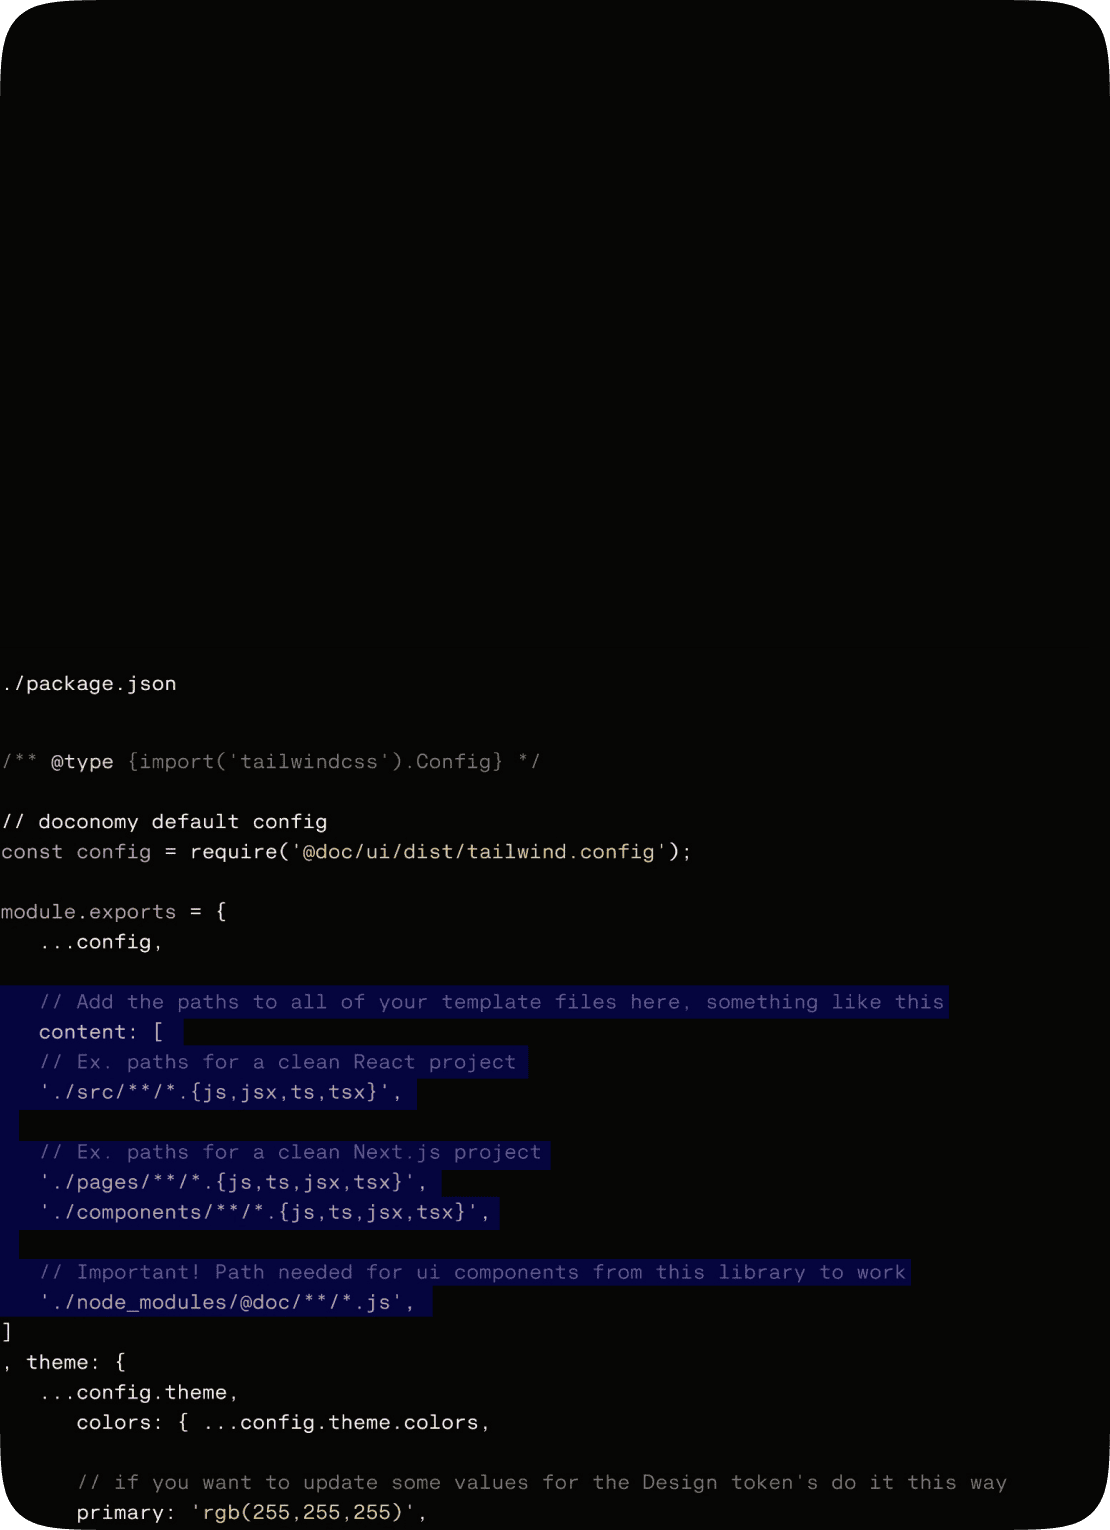 ./package.json
/** @type {import('tailwindcss').Config} */
// doconomy default config
const config = require('@doc/ui/dist/tailwind.config');
module.exports = {
...config,
// Add the paths to all of your template files here, something like this
content: [
// Ex. paths for a clean React project
'./src/**/*.{js,jsx,ts,tsx}',
// Ex. paths for a clean Next.js project
'./pages/**/*.{js,ts,jsx,tsx}',
'./components/**/*.{js,ts,jsx,tsx}',
// Important! Path needed for ui components from this library to work
'./node_modules/@doc/**/*.js',
]
, theme: {
...config.theme,
colors: { ...config.theme.colors,
// if you want to update some values for the Design token's do it this way
primary: 'rgb(255,255,255)',